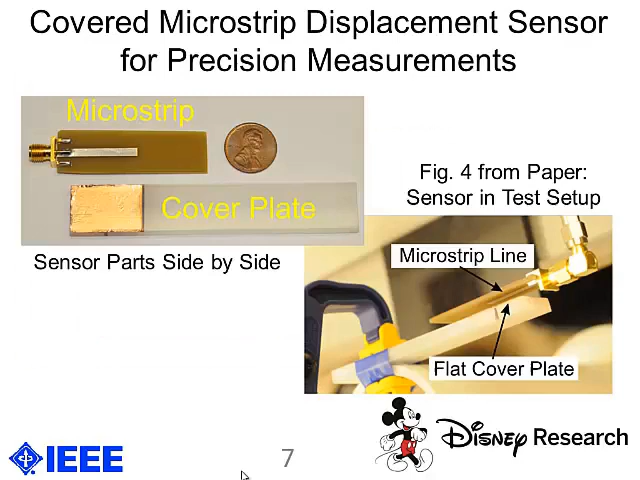 Covered Microstrip Displacement Sensor
for Precision Measurements
Microstrip
Cover Plate
Sensor Parts Side by Side
Fig. 4 from Paper:
Sensor in Test Setup
Microstrip Line
Flat Cover Plate
IEEE
7
Disney Research